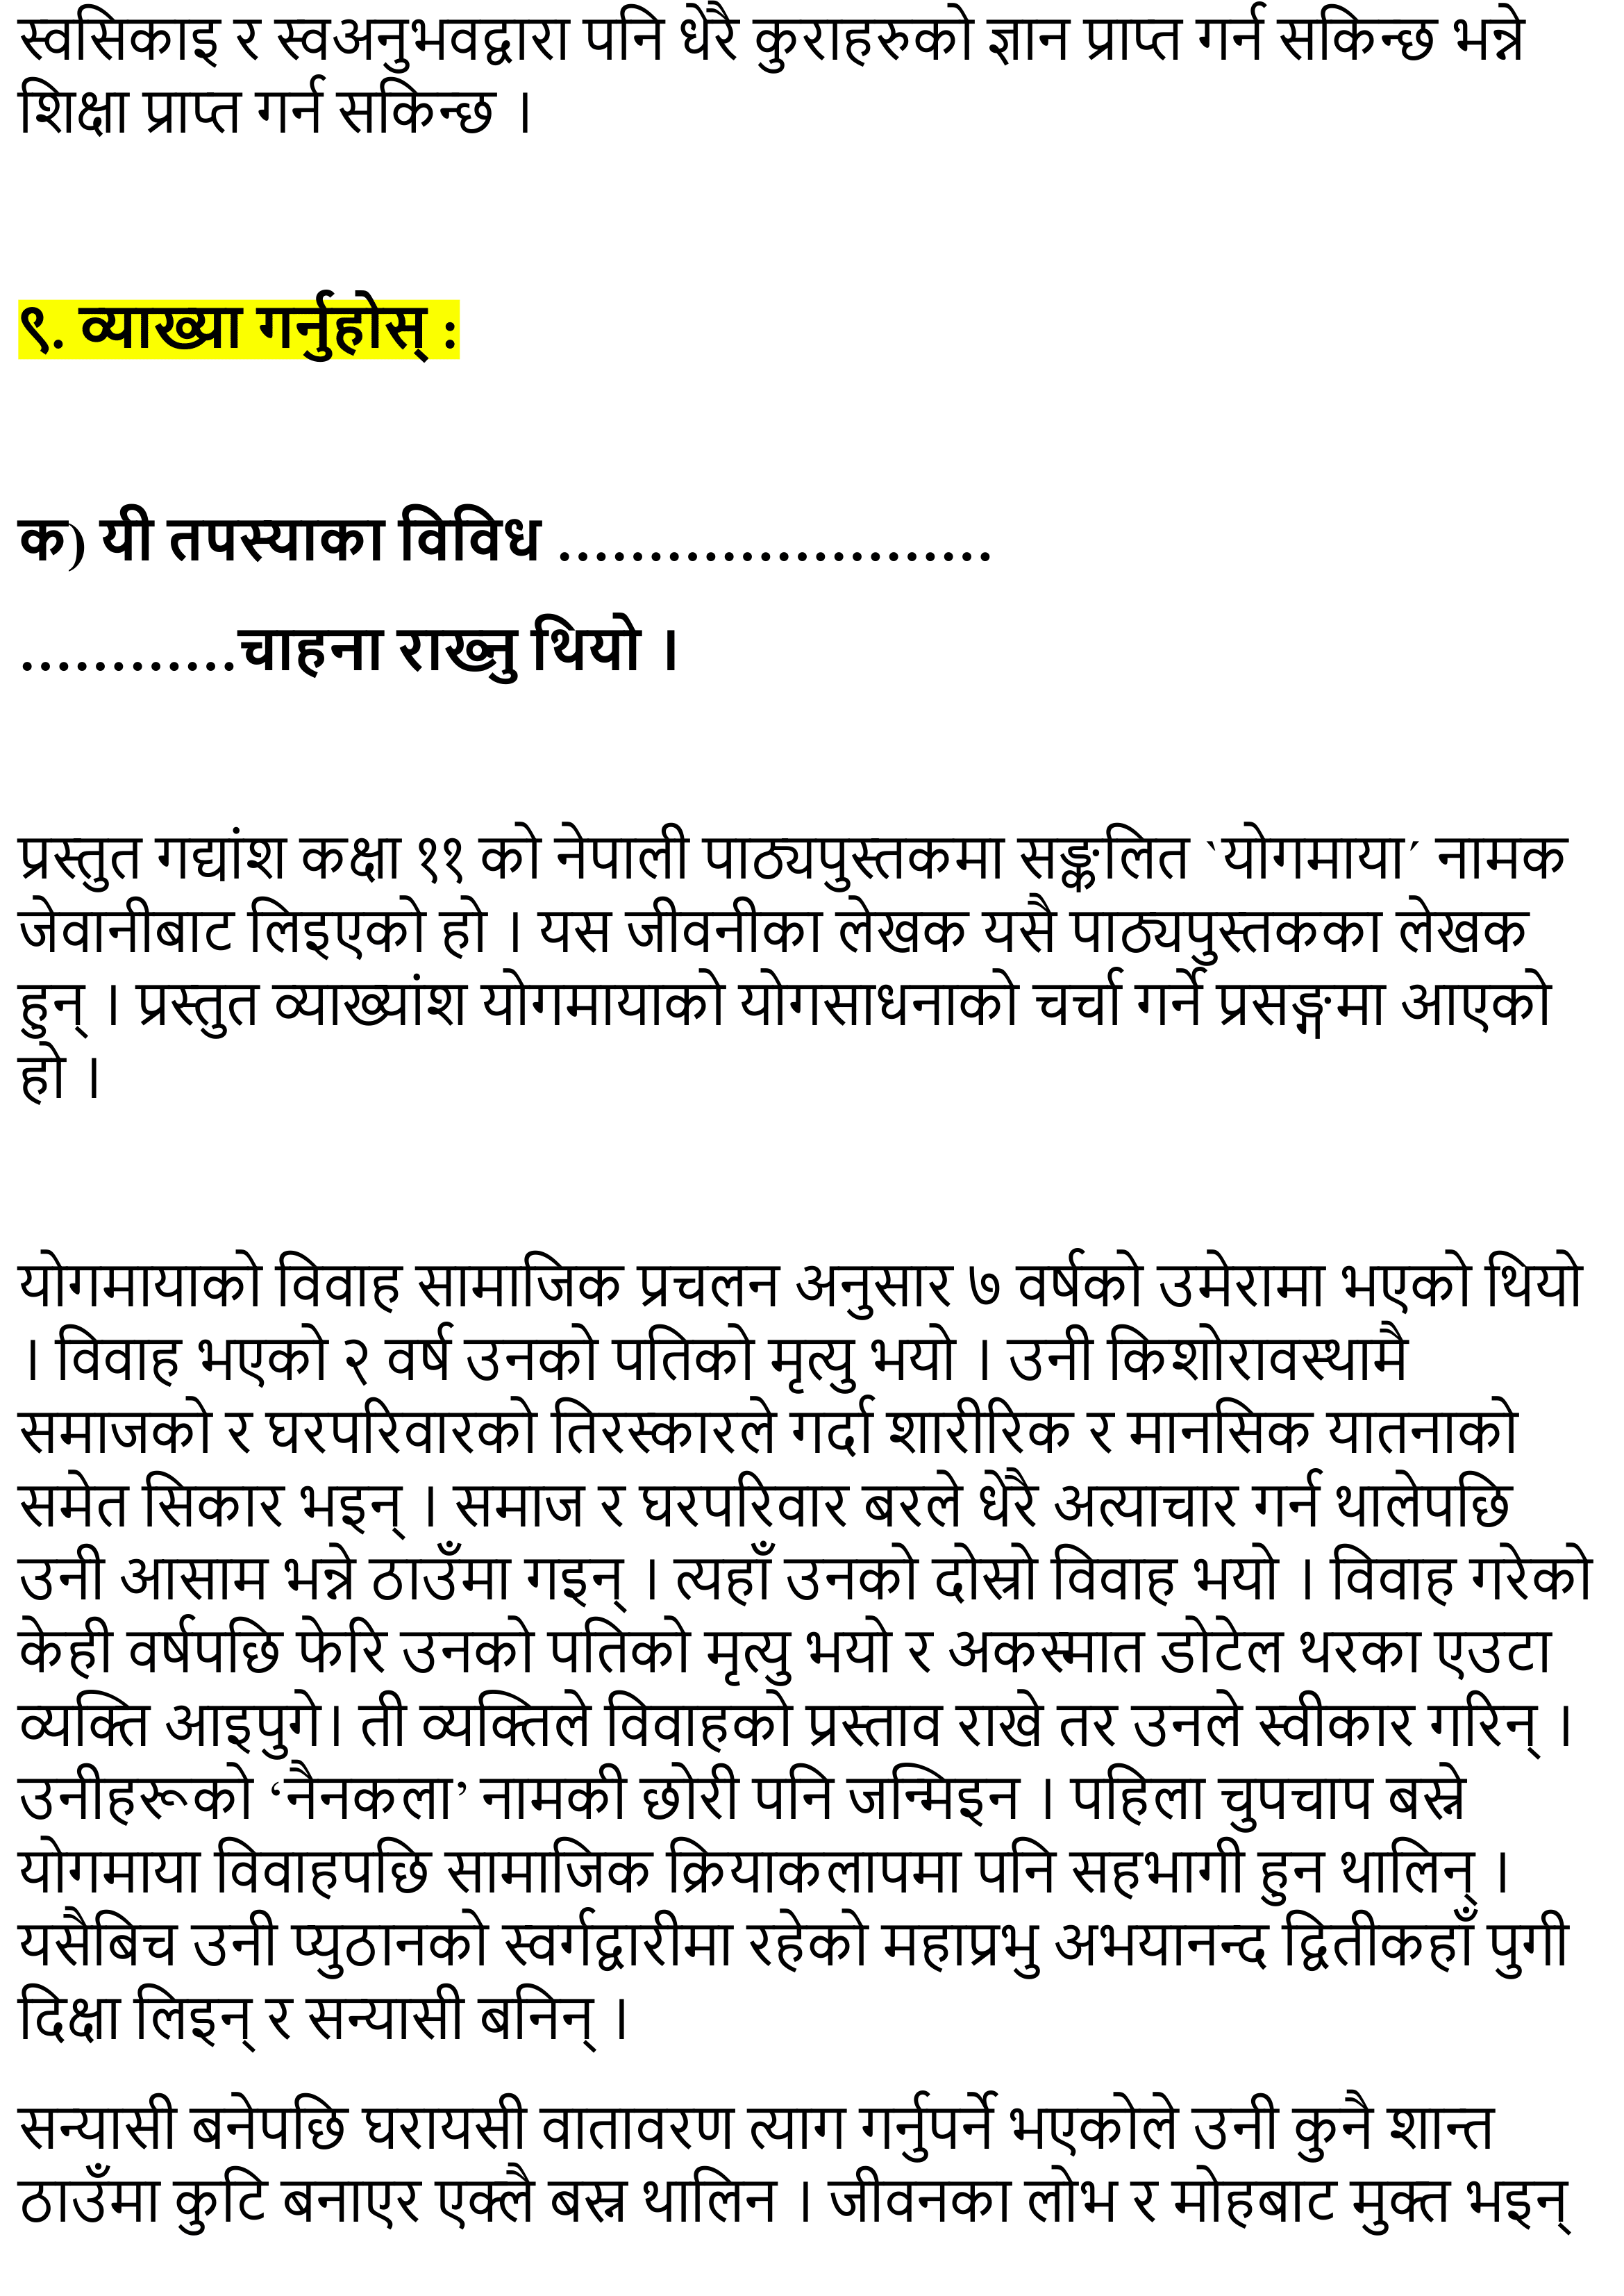 स्वसिकाइ र स्वअनुभवद्वारा पनि धेरै कुराहरुको ज्ञान प्राप्त गर्न सकिन्छ भन्ने
शिक्षा प्राप्त गर्न सकिन्छ ।
९. व्याख्या गर्नुहोस् :
क) यी तपस्याका विविध ........................
............चाहना राख्नु थियो ।
प्रस्तुत गद्यांश कक्षा ११ को नेपाली पाठ्यपुस्तकमा सङ्कलित `योगमाया´ नामक
जेवानीबाट लिइएको हो । यस जीवनीका लेखक यसै पाठ्यपुस्तकका लेखक
हुन् । प्रस्तुत व्याख्यांश योगमायाको योगसाधनाको चर्चा गर्ने प्रसङ्गमा आएको
हो ।
योगमायाको विवाह सामाजिक प्रचलन अनुसार ७ वर्षको उमेरामा भएको थियो
। विवाह भएको २ वर्ष उनको पतिको मृत्यु भयो । उनी किशोरावस्थामै
समाजको र घरपरिवारको तिरस्कारले गर्दा शारीरिक र मानसिक यातनाको
समेत सिकार भइन् । समाज र घरपरिवार बरले धेरै अत्याचार गर्न थालेपछि
उनी आसाम भन्ने ठाउँमा गइन् । त्यहाँ उनको दोस्रो विवाह भयो । विवाह गरेको
केही वर्षपछि फेरि उनको पतिको मृत्यु भयो र अकस्मात डोटेल थरका एउटा
व्यक्ति आइपुगे। ती व्यक्तिले विवाहको प्रस्ताव राखे तर उनले स्वीकार गरिन् ।
उनीहरूको ‘नैनकला’ नामकी छोरी पनि जन्मिइन । पहिला चुपचाप बस्ने
योगमाया विवाहपछि सामाजिक क्रियाकलापमा पनि सहभागी हुन थालिन् ।
यसैबिच उनी प्युठानको स्वर्गद्वारीमा रहेको महाप्रभु अभयानन्द द्वितीकहाँ पुगी
दिक्षा लिइन् र सन्यासी बनिन् ।
सन्यासी बनेपछि घरायसी वातावरण त्याग गर्नुपर्ने भएकोले उनी कुनै शान्त
ठाउँमा कुटि बनाएर एक्लै बस्न थालिन । जीवनका लोभ र मोहबाट मुक्त भइन्